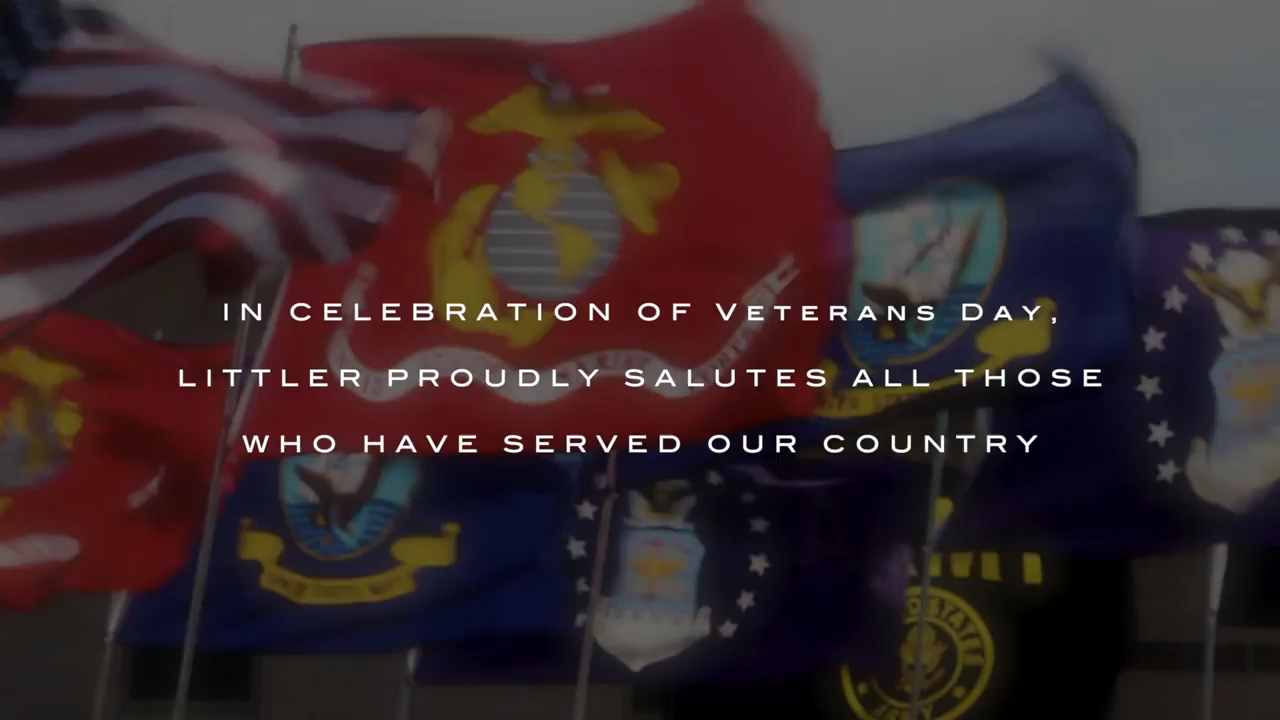 IN CELEBRATION OF VETERANS DAY,
LITTLER PROUDLY SALUTES ALL THOSE
WHO HAVE SERVED OUR COUNTRY